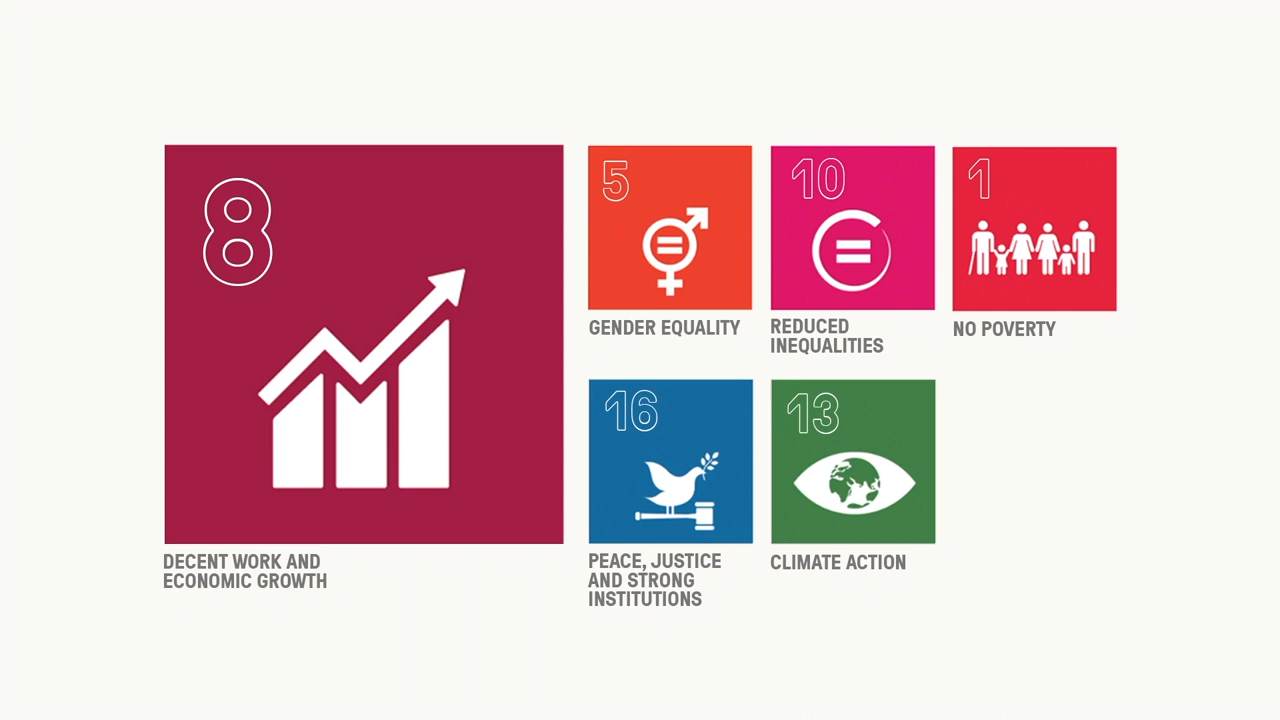 8
DECENT WORK AND
ECONOMIC GROWTH
5
GENDER EQUALITY
10
REDUCED
INEQUALITIES
1
NO POVERTY
16
PEACE, JUSTICE
AND STRONG
INSTITUTIONS
13
CLIMATE ACTION